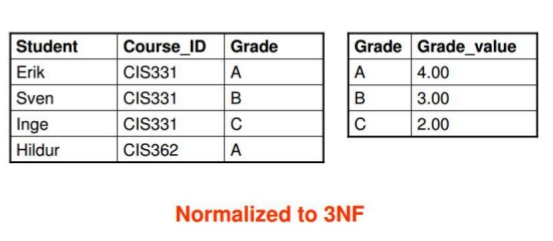 Student Course_ID Grade
Erik CIS331 A
Sven CIS331 B
Inge CIS331 C
Hildur CIS362 A
Grade Grade_value
A 4.00
B 3.00
C 2.00
Normalized to 3NF